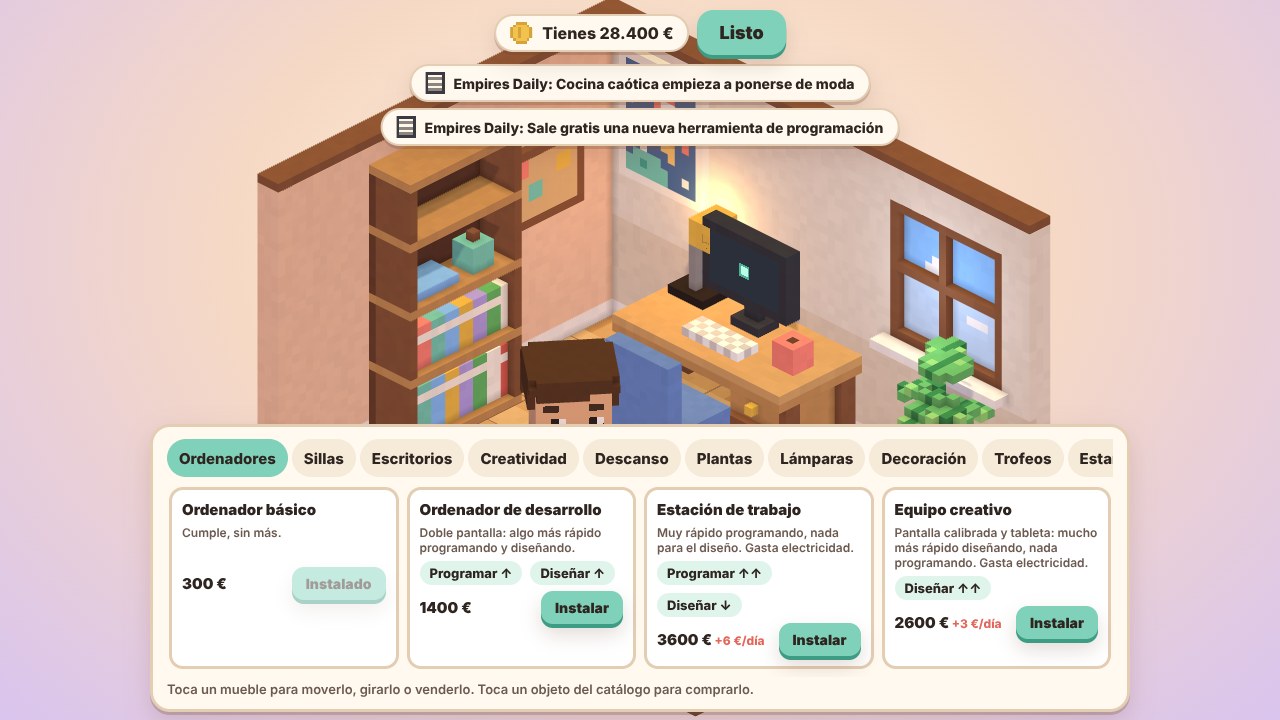 Tienes 28.400 €
Listo
Empires Daily: Cocina caótica empieza a ponerse de moda
Empires Daily: Sale gratis una nueva herramienta de programación
Ordenadores
Sillas
Escritorios
Creatividad
Descanso
Plantas
Lámparas
Decoración
Trofeos
Esta
Ordenador básico
Cumple, sin más.
300 €
Instalado
Ordenador de desarrollo
Doble pantalla: algo más rápido
programando y diseñando.
Programar ↑
Diseñar ↑
1400 €
Instalar
Estación de trabajo
Muy rápido programando, nada
para el diseño. Gasta electricidad.
Programar ↑↑
Diseñar ↓
3600 € +6 €/día
Instalar
Equipo creativo
Pantalla calibrada y tableta: mucho
más rápido diseñando, nada
programando. Gasta electricidad.
Diseñar ↑↑
2600 € +3 €/día
Instalar
Toca un mueble para moverlo, girarlo o venderlo. Toca un objeto del catálogo para comprarlo.